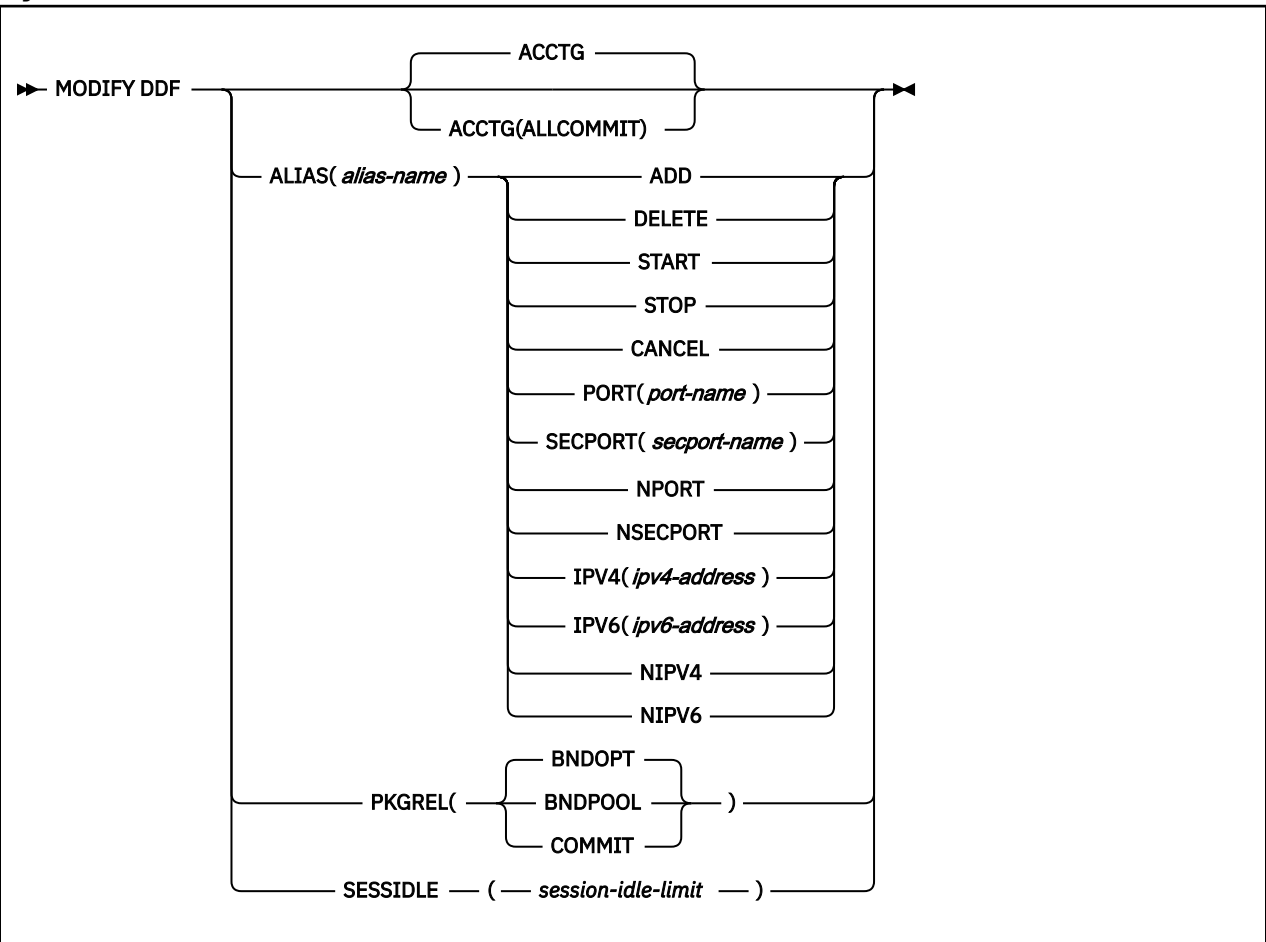 ACCTG
MODIFY DDF
ACCTG(ALLCOMMIT)
ALIAS( alias-name ) ADD
DELETE
START
STOP
CANCEL
PORT( port-name )
SECPORT( secport-name )
NPORT
NSECPORT
IPV4( ipv4-address )
IPV6( ipv6-address )
NIPV4
NIPV6
BNDOPT
PKGREL( BNDPOOL )
COMMIT
SESSIDLE ( session-idle-limit )